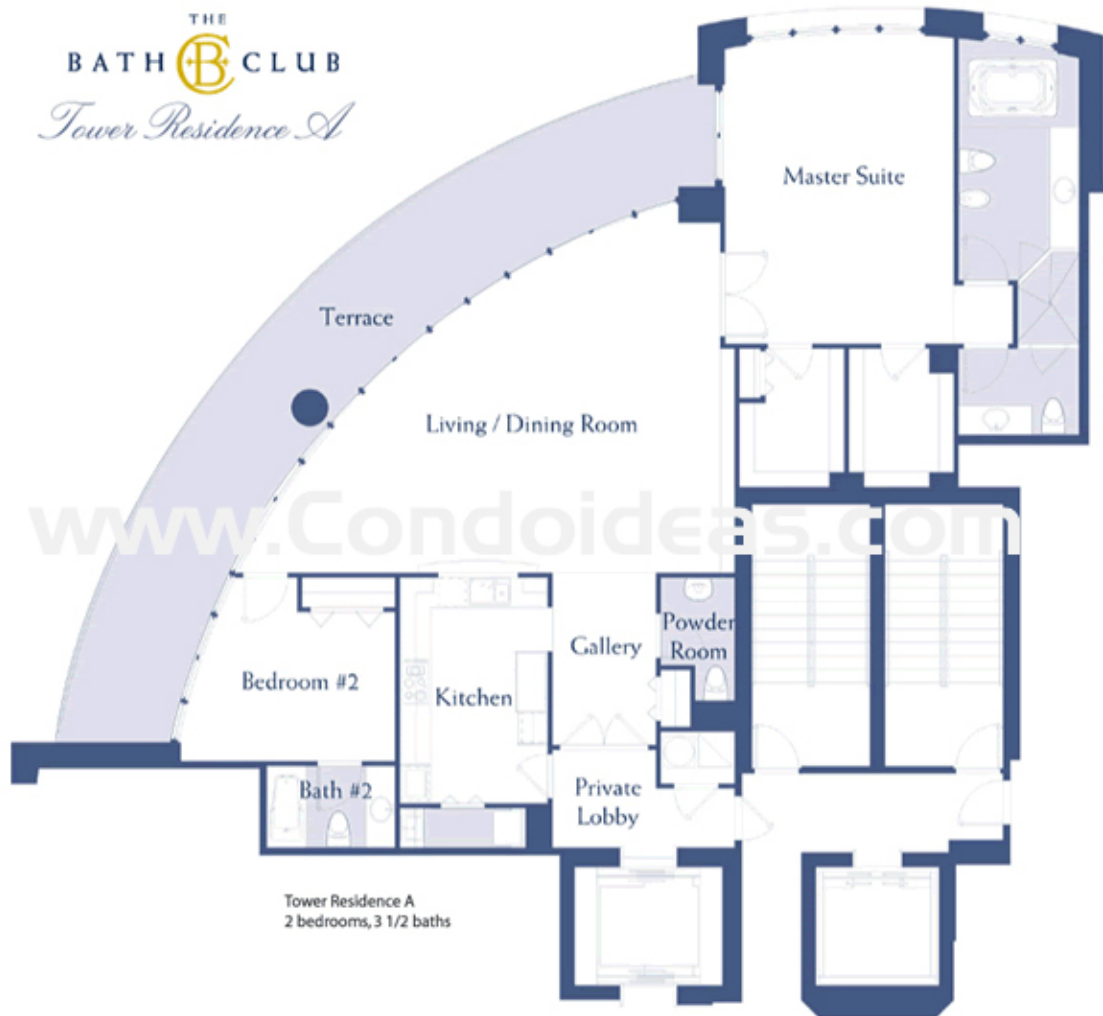 THE
BATH CB CLUB
Tower Residence A
Master Suite
Terrace
Living / Dining Room
www.Condoideas.com
Powder
Room
Gallery
Bedroom #2
Kitchen
Bath #2
Private
Lobby
Tower Residence A
2 bedrooms, 3 1/2 baths